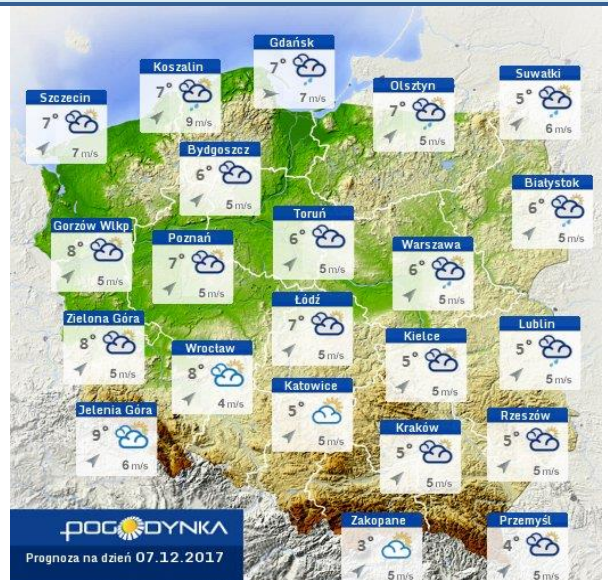 Gdańsk
7°
7 m/s
Koszalin
7°
9 m/s
Suwałki
5°
6 m/s
Olsztyn
7°
5 m/s
Szczecin
7°
7 m/s
Bydgoszcz
6°
5 m/s
Białystok
6°
5 m/s
Toruń
6°
5 m/s
Gorzów Wlkp
8°
5 m/s
Poznań
7°
5 m/s
Warszawa
6°
5 m/s
Łódź
7°
5 m/s
Zielona Góra
8°
5 m/s
Lublin
5°
5 m/s
Kielce
5°
5 m/s
Wrocław
8°
4 m/s
Katowice
5°
5 m/s
Jelenia Góra
9°
6 m/s
Rzeszów
5°
5 m/s
Kraków
5°
5 m/s
Zakopane
3°
5 m/s
Przemyśl
4°
5 m/s
POGODYNKA
Prognoza na dzień 07.12.2017